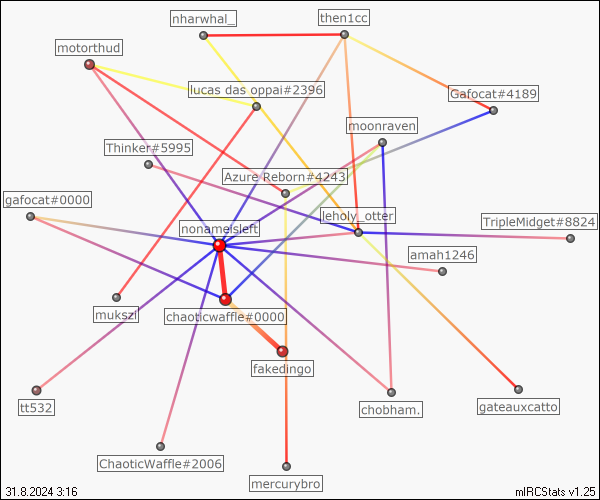 nharwhal_
then1cc
motorthud
lucas das oppai#2396
Gafocat#4189
moonraven
Thinker#5995
Azure Reborn#4243
gafocat#0000
nonameisleft
leholy_otter
TripleMidget#8824
amah1246
mukszi
chaoticwaffle#0000
fakedingo
tt532
chobham.
gateauxcatto
ChaoticWaffle#2006
mercurybro
31.8.2024 3:16
mIRCStats v1.25